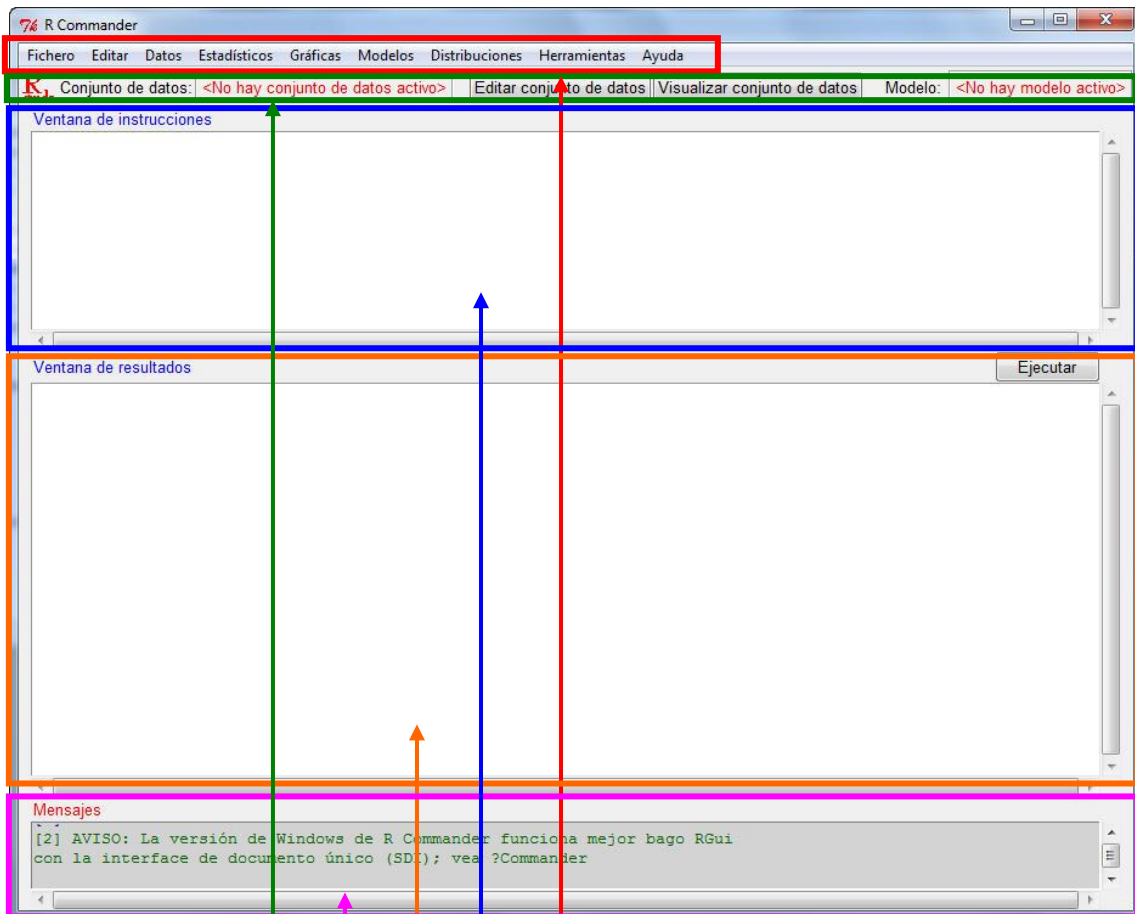 R Commander
Fichero Editar Datos Estadísticos Gráficas Modelos Distribuciones Herramientas Ayuda
Conjunto de datos: <No hay conjunto de datos activo> Editar conjunto de datos Visualizar conjunto de datos Modelo: <No hay modelo activo>
Ventana de instrucciones
Ventana de resultados Ejecutar
Mensajes
[2] AVISO: La versión de Windows de R Commander funciona mejor bago RGui
con la interface de documento único (SDI); vea ?Commander